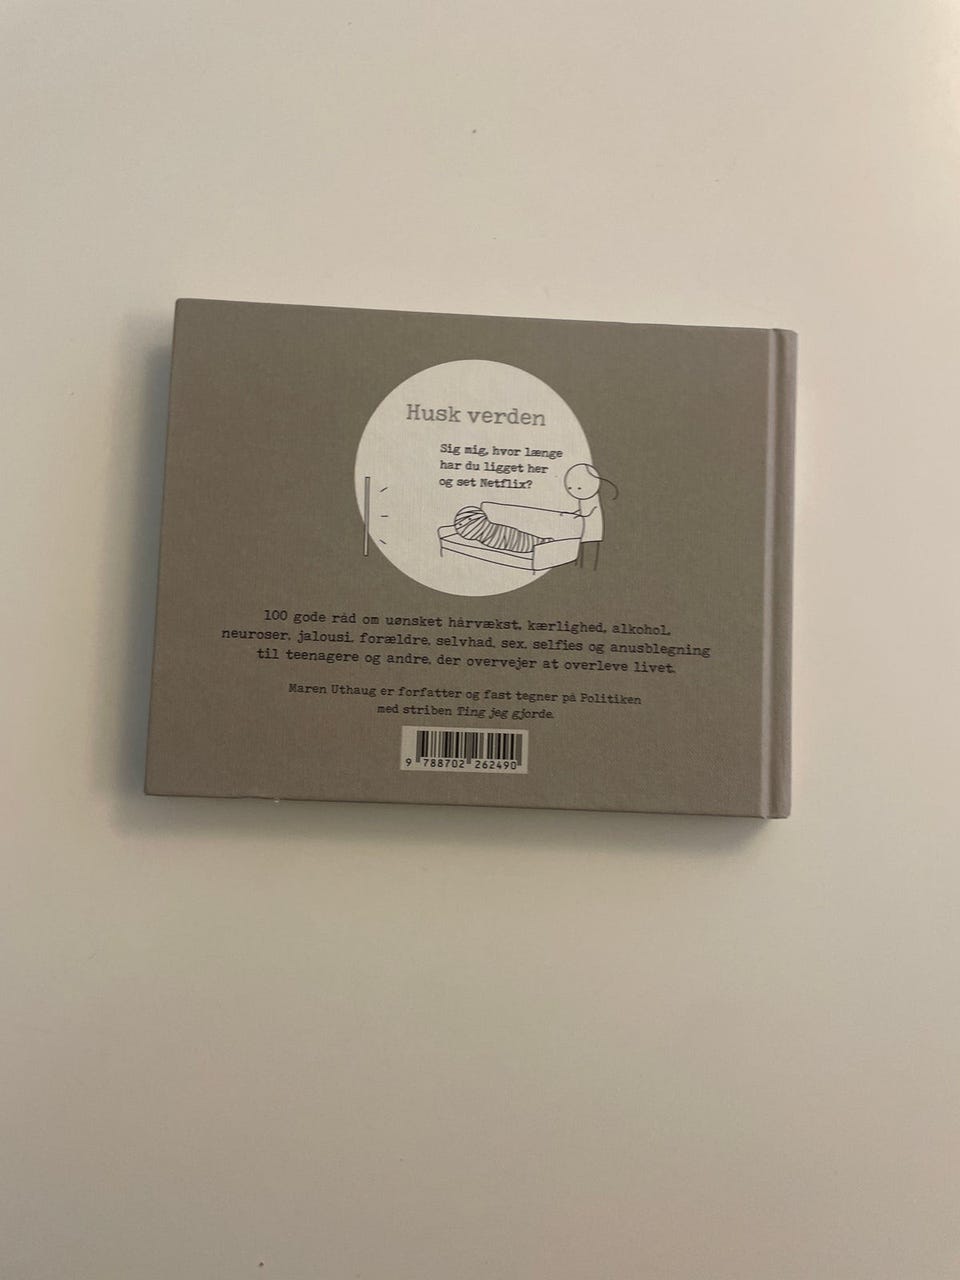 Husk verden
Sig mig, hvor længe
har du ligget her
og set Netflix?
100 gode råd om uønsket hårvækst, kærlighed, alkohol,
neuroser, jalousi, forældre, selvhad, sex, selfies og anusblegning
til teenagere og andre, der overvejer at overleve livet.
Maren Uthaug er forfatter og fast tegner på Politiken
med striben Ting jeg gjorde.
9 788702 262490